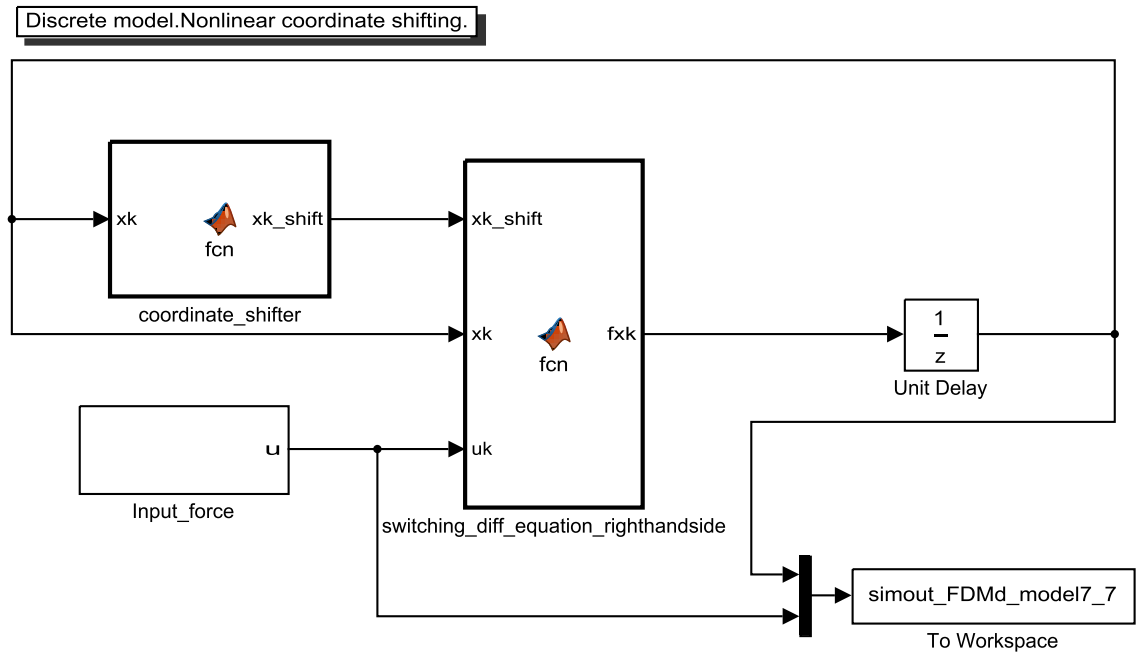 Discrete model.Nonlinear coordinate shifting.
xk
fcn
xk_shift
coordinate_shifter
xk_shift
xk
uk
fcn
fxk
switching_diff_equation_righthandside
u
Input_force
1
z
Unit Delay
simout_FDMd_model7_7
To Workspace